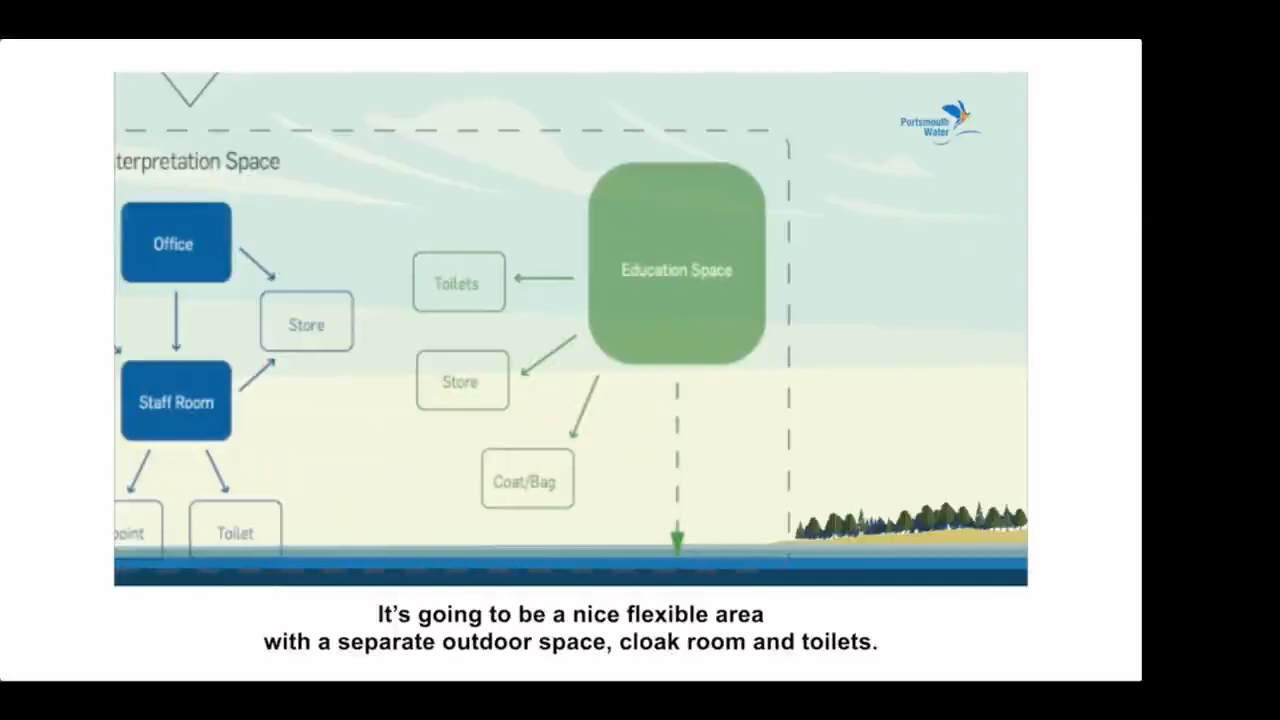 Portsmouth
Water
terpretation Space
Office
Education Space
Toilets
Store
Store
Staff Room
Coat/Bag
point
Toilet
It's going to be a nice flexible area
with a separate outdoor space, cloak room and toilets.